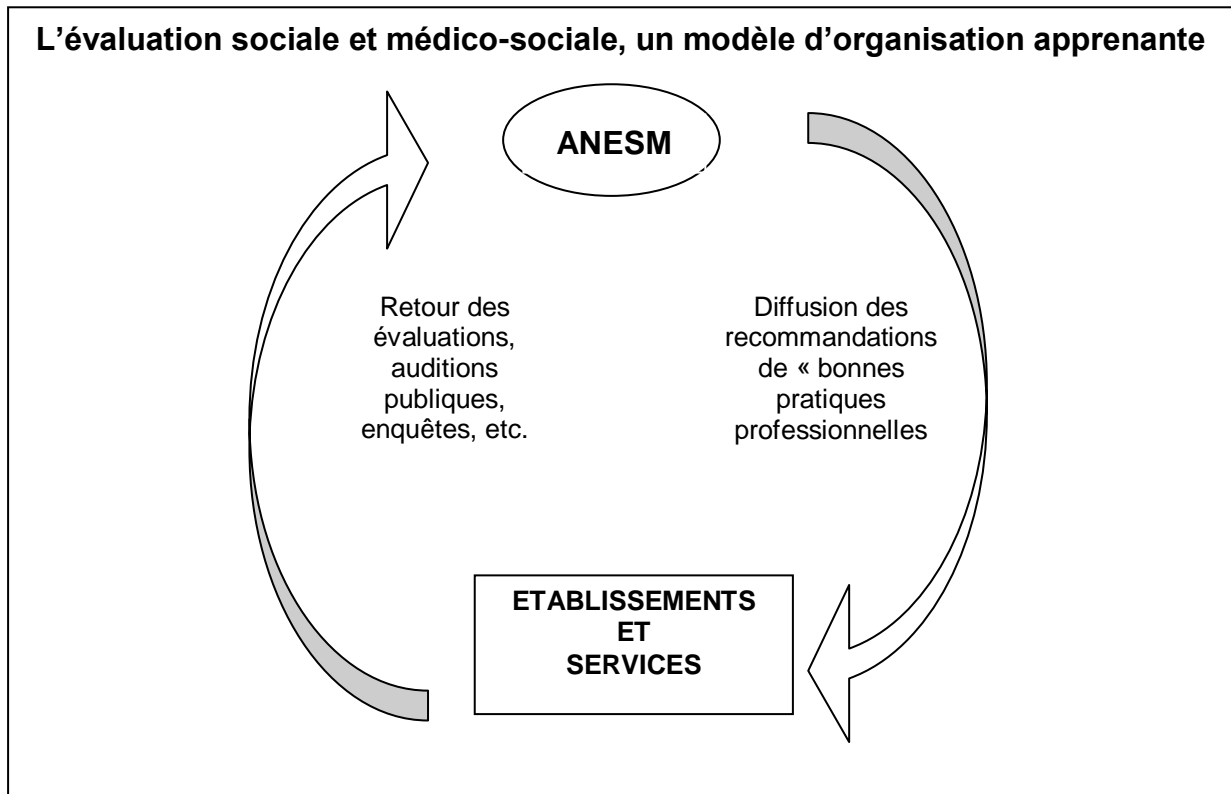 L’évaluation sociale et médico-sociale, un modèle d’organisation apprenante
ANESM
Retour des
évaluations,
auditions
publiques,
enquêtes, etc.
Diffusion des
recommandations
de « bonnes
pratiques
professionnelles
ETABLISSEMENTS
ET
SERVICES